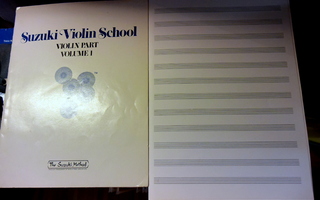 Suzuki Violin School
VIOLIN PART
VOLUME 1
The Suzuki Method